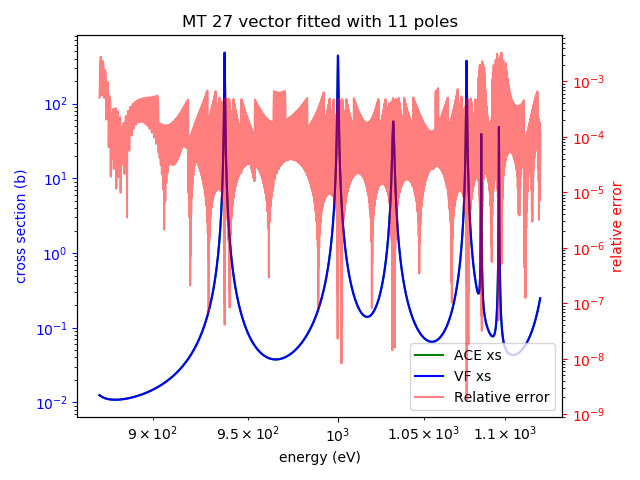 MT 27 vector fitted with 11 poles
10²
10¹
10⁰
10⁻¹
10⁻²
cross section (b)
10⁻³
10⁻⁴
10⁻⁵
10⁻⁶
10⁻⁷
10⁻⁸
10⁻⁹
relative error
ACE xs
VF xs
Relative error
9 × 10² 9.5 × 10² 10³ 1.05 × 10³ 1.1 × 10³
energy (eV)